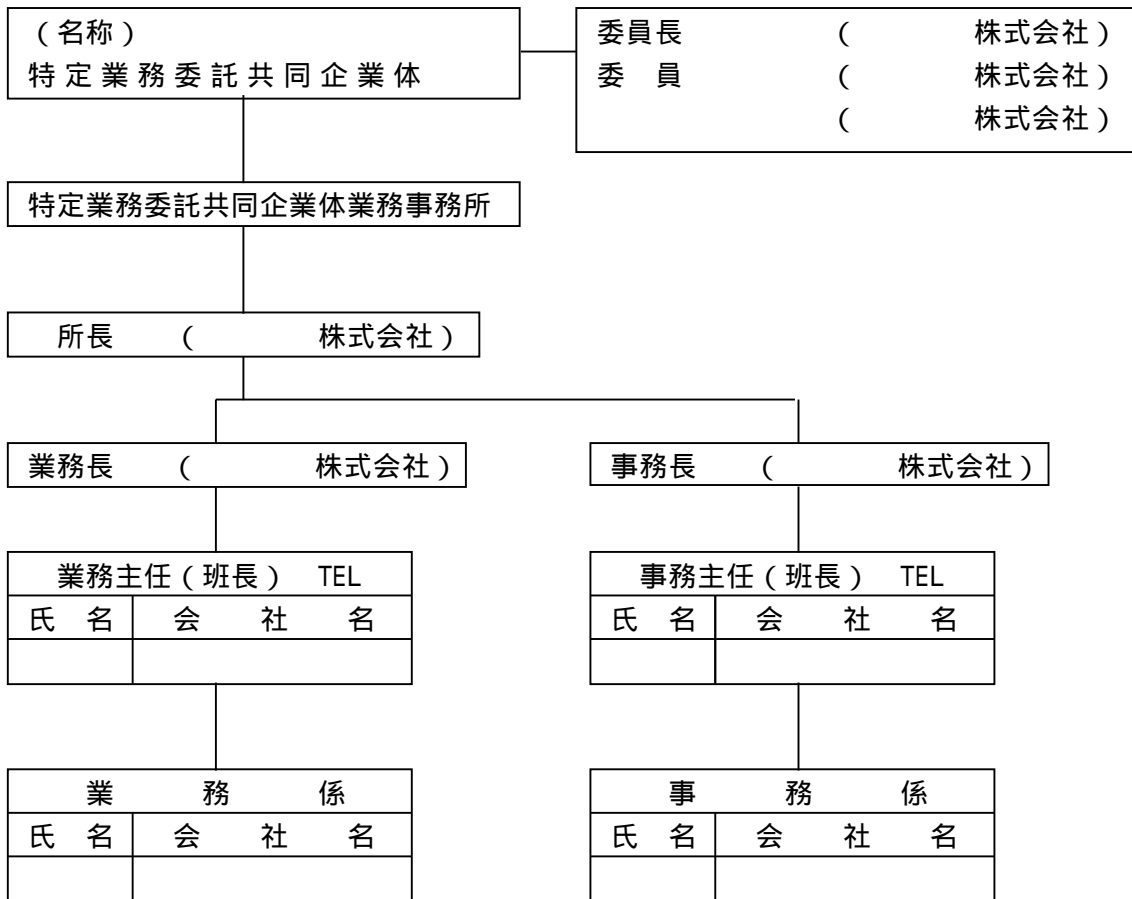 (名称)
特定業務委託共同企業体
委員長 ( 株式会社)
委 員 ( 株式会社)
( 株式会社)
特定業務委託共同企業体業務事務所
所長 ( 株式会社)
業務長 ( 株式会社)
事務長 ( 株式会社)
業務主任(班長) TEL
氏 名 会 社 名
事務主任(班長) TEL
氏 名 会 社 名
業 務 係
氏 名 会 社 名
事 務 係
氏 名 会 社 名